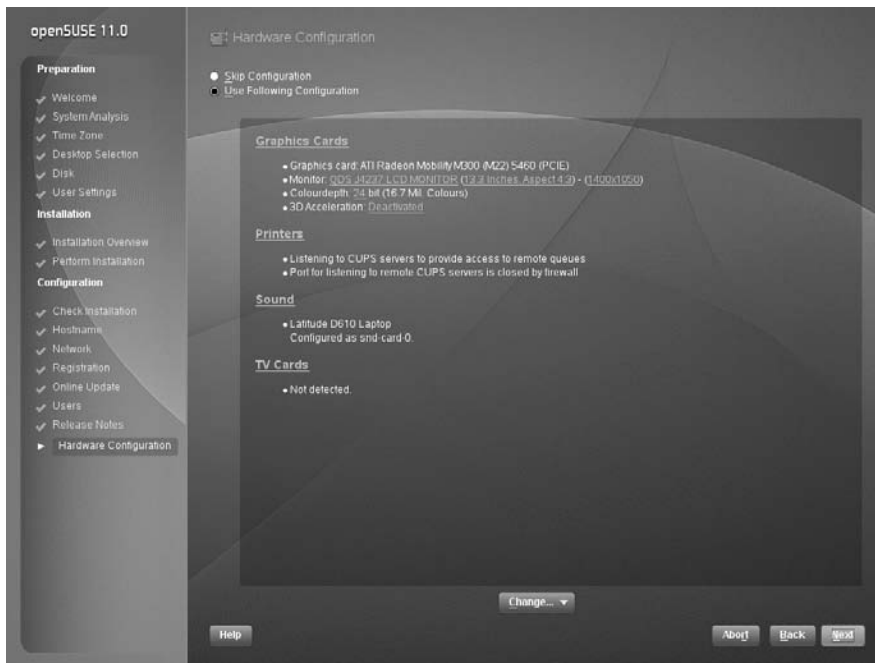 openSUSE 11.0
Preparation
Welcome
System Analysis
Time Zone
Desktop Selection
Disk
User Settings
Installation
Installation Overview
Perform Installation
Configuration
Check Installation
Hostname
Network
Registration
Online Update
Users
Release Notes
Hardware Configuration
Hardware Configuration
Skip Configuration
Use Following Configuration
Graphics Cards
Graphics card: ATI Radeon Mobility M300 (M22) 5460 (PCIE)
Monitor: QDS J4237 LCD MONITOR (13.3 Inches, Aspect 4:3) - (1400x1050)
Colourdepth: 24 bit (16.7 Mil. Colours)
3D Acceleration: Deactivated
Printers
Listening to CUPS servers to provide access to remote queues
Port for listening to remote CUPS servers is closed by firewall
Sound
Latitude D610 Laptop
Configured as snd-card-0.
TV Cards
Not detected.
Change...
Help
Abort
Back
Next